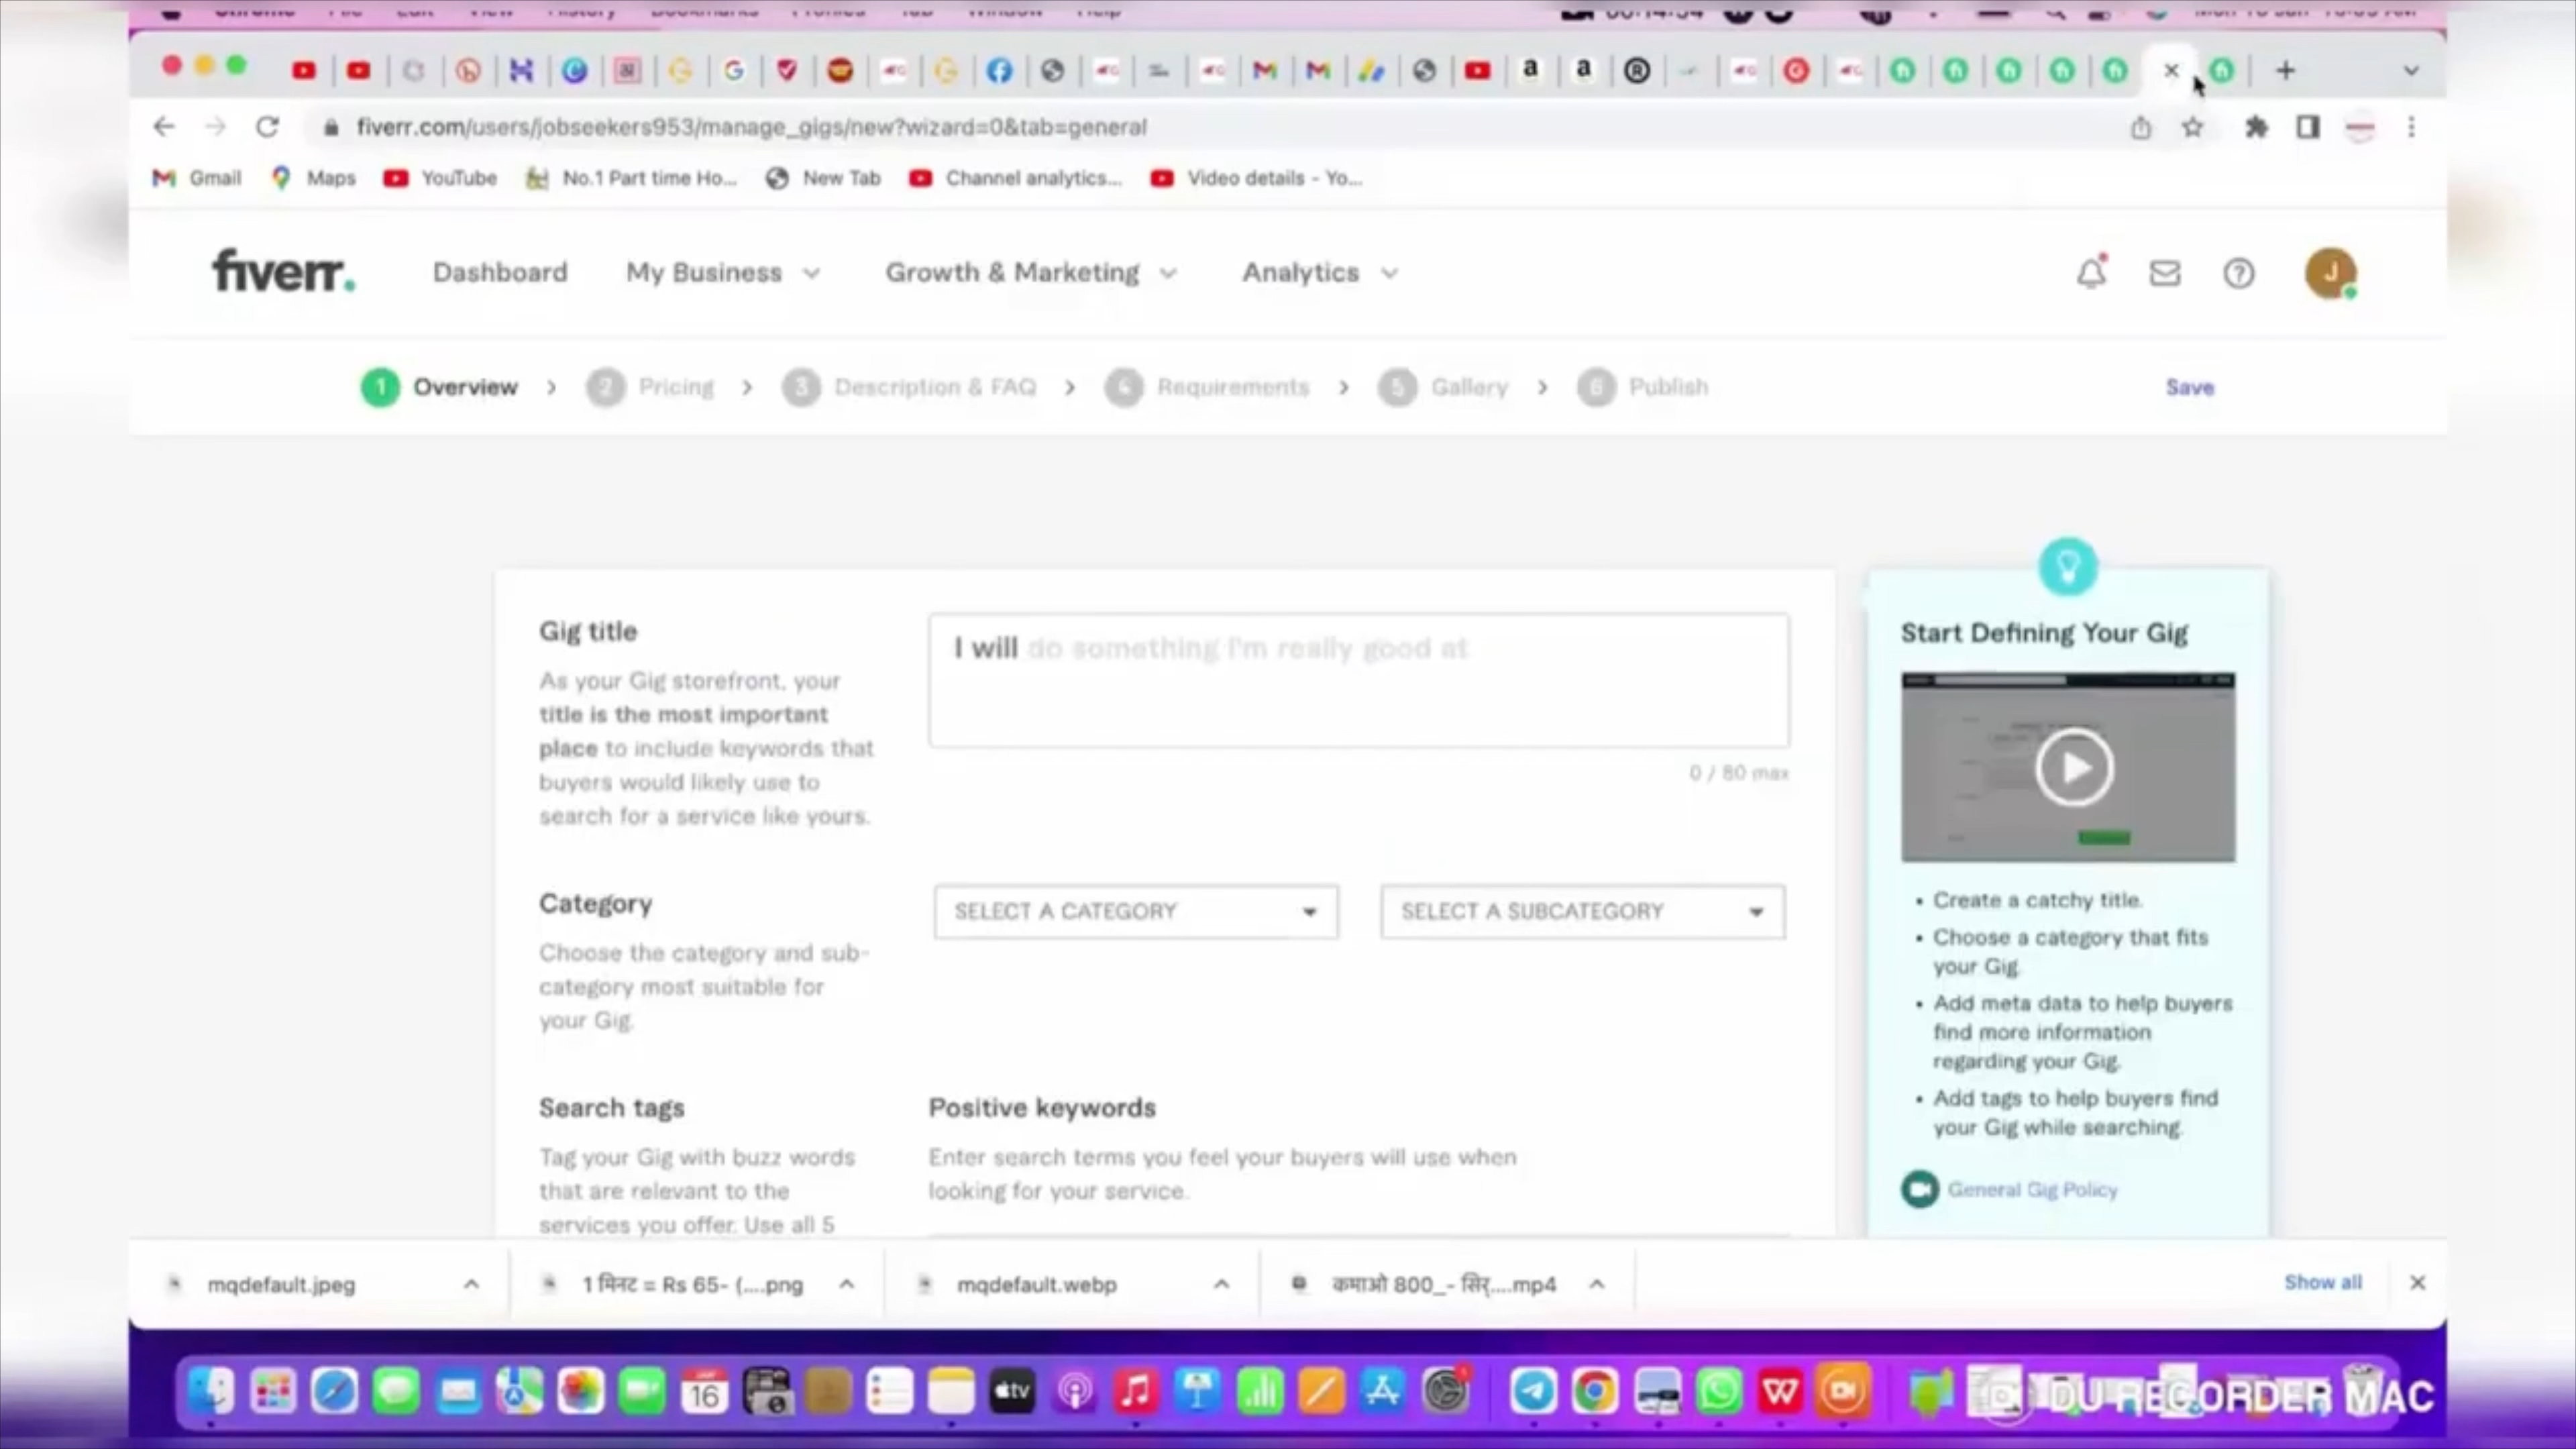 fiverr.com/users/jobseekers953/manage_gigs/new?wizard=0&tab=general
Gmail Maps YouTube No.1 Part time Ho... New Tab Channel analytics... Video details - Yo...
fiverr. Dashboard My Business Growth & Marketing Analytics J
1 Overview > 2 Pricing > 3 Description & FAQ > 4 Requirements > 5 Gallery > 6 Publish Save
Gig title
As your Gig storefront, your
title is the most important
place to include keywords that
buyers would likely use to
search for a service like yours.
I will do something I'm really good at
0 / 80 max
Category
Choose the category and sub-
category most suitable for
your Gig.
SELECT A CATEGORY SELECT A SUBCATEGORY
Search tags
Tag your Gig with buzz words
that are relevant to the
services you offer. Use all 5
Positive keywords
Enter search terms you feel your buyers will use when
looking for your service.
Start Defining Your Gig
• Create a catchy title.
• Choose a category that fits
your Gig.
• Add meta data to help buyers
find more information
regarding your Gig.
• Add tags to help buyers find
your Gig while searching.
General Gig Policy
mqdefault.jpeg 1 मिनट = Rs 65- (....png mqdefault.webp कमाओ 800_- सिर्....mp4 Show all
16 tv
DU RECORDER MAC